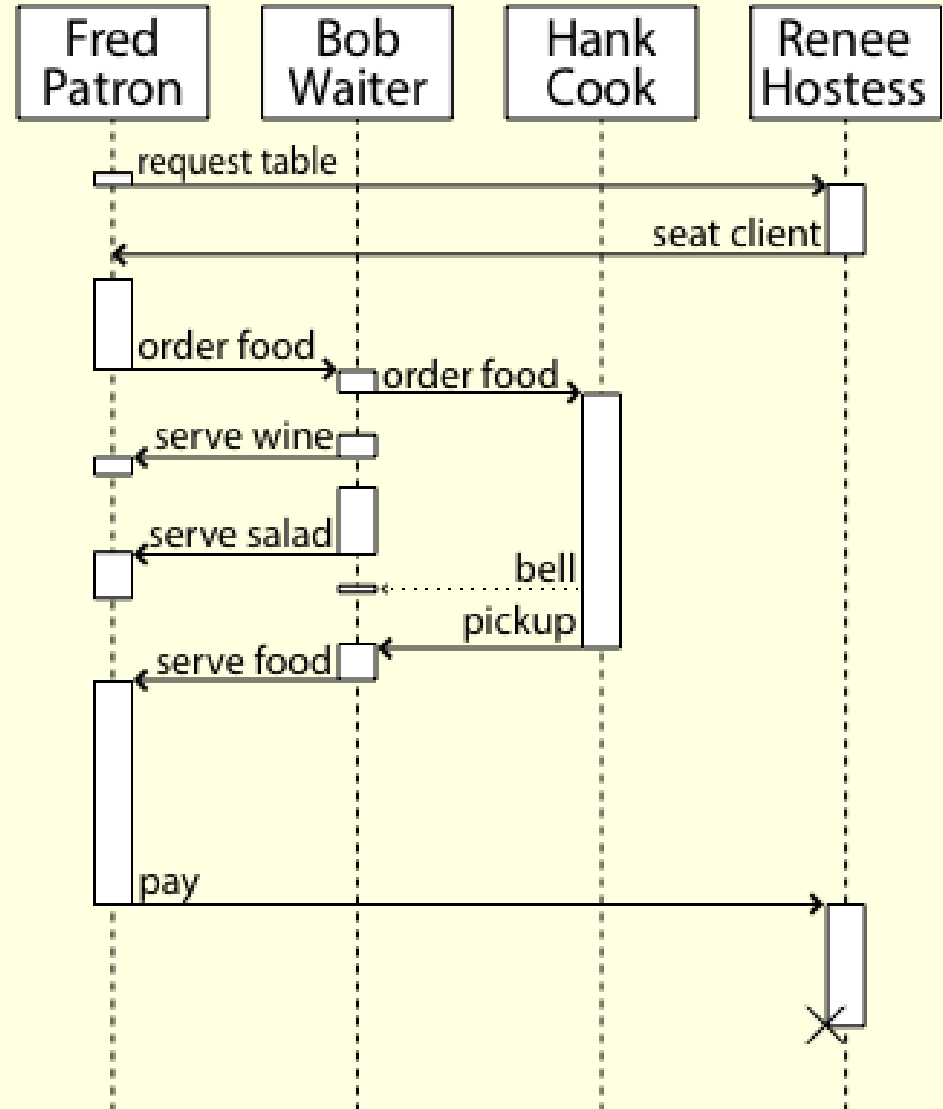 Fred
Patron
Bob
Waiter
Hank
Cook
Renee
Hostess
request table
seat client
order food
order food
serve wine
serve salad
bell
pickup
serve food
pay